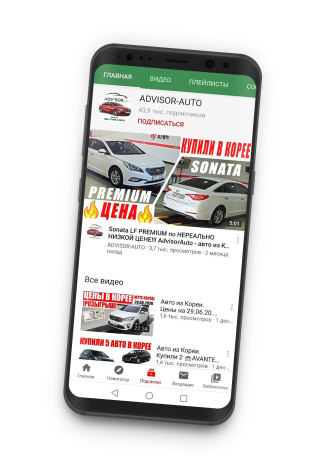 ГЛАВНАЯ ВИДЕО ПЛЕЙЛИСТЫ
ADVISOR-AUTO
43,9 тыс. подписчиков
ПОДПИСАТЬСЯ
КУПИЛИ В КОРЕЕ
SONATA
PREMIUM
ЦЕНА
5:01
Sonata LF PREMIUM по НЕРЕАЛЬНО
НИЗКОЙ ЦЕНЕ!! AdvisorAuto - авто из К...
ADVISOR-AUTO · 3,7 тыс. просмотров · 2 месяца
назад
Все видео
ЦЕНЫ В КОРЕЕ
РОЗЫГРЫШ!
29.06.2020
22:34
Авто из Кореи.
Цены на 29.06.20....
1,6 тыс. просмотров · 1 ден...
КУПИЛИ 5 АВТО В КОРЕЕ
Авто из Кореи.
Купили 2 AVANTE...
1,4 тыс. просмотров · 1 ден...
Главная Навигатор Подписки Входящие Библиотека